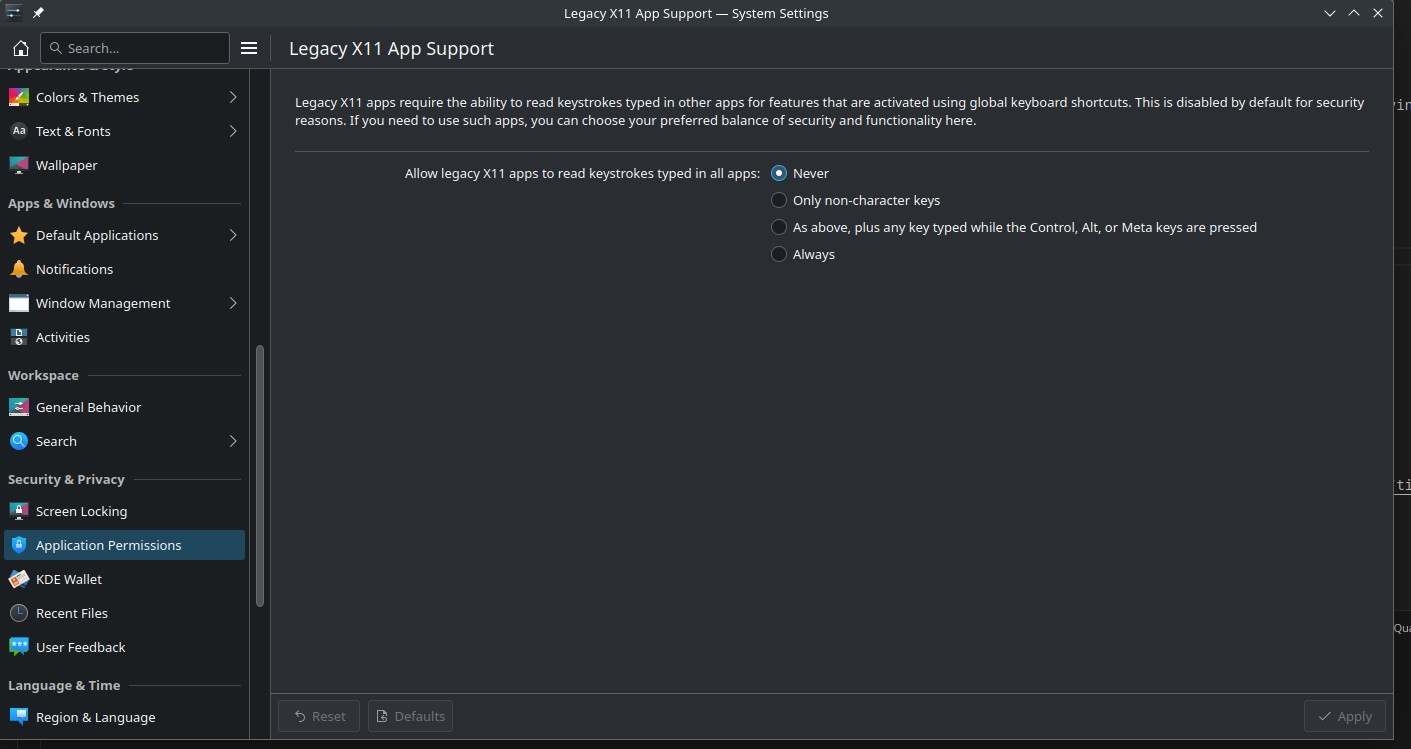 Legacy X11 App Support — System Settings
Search...
Legacy X11 App Support
Appearance & Style
Colors & Themes
Aa Text & Fonts
Wallpaper
Apps & Windows
Default Applications
Notifications
Window Management
Activities
Workspace
General Behavior
Search
Security & Privacy
Screen Locking
Application Permissions
KDE Wallet
Recent Files
User Feedback
Language & Time
Region & Language
Legacy X11 apps require the ability to read keystrokes typed in other apps for features that are activated using global keyboard shortcuts. This is disabled by default for security
reasons. If you need to use such apps, you can choose your preferred balance of security and functionality here.
Allow legacy X11 apps to read keystrokes typed in all apps: Never
Only non-character keys
As above, plus any key typed while the Control, Alt, or Meta keys are pressed
Always
Reset
Defaults
Apply